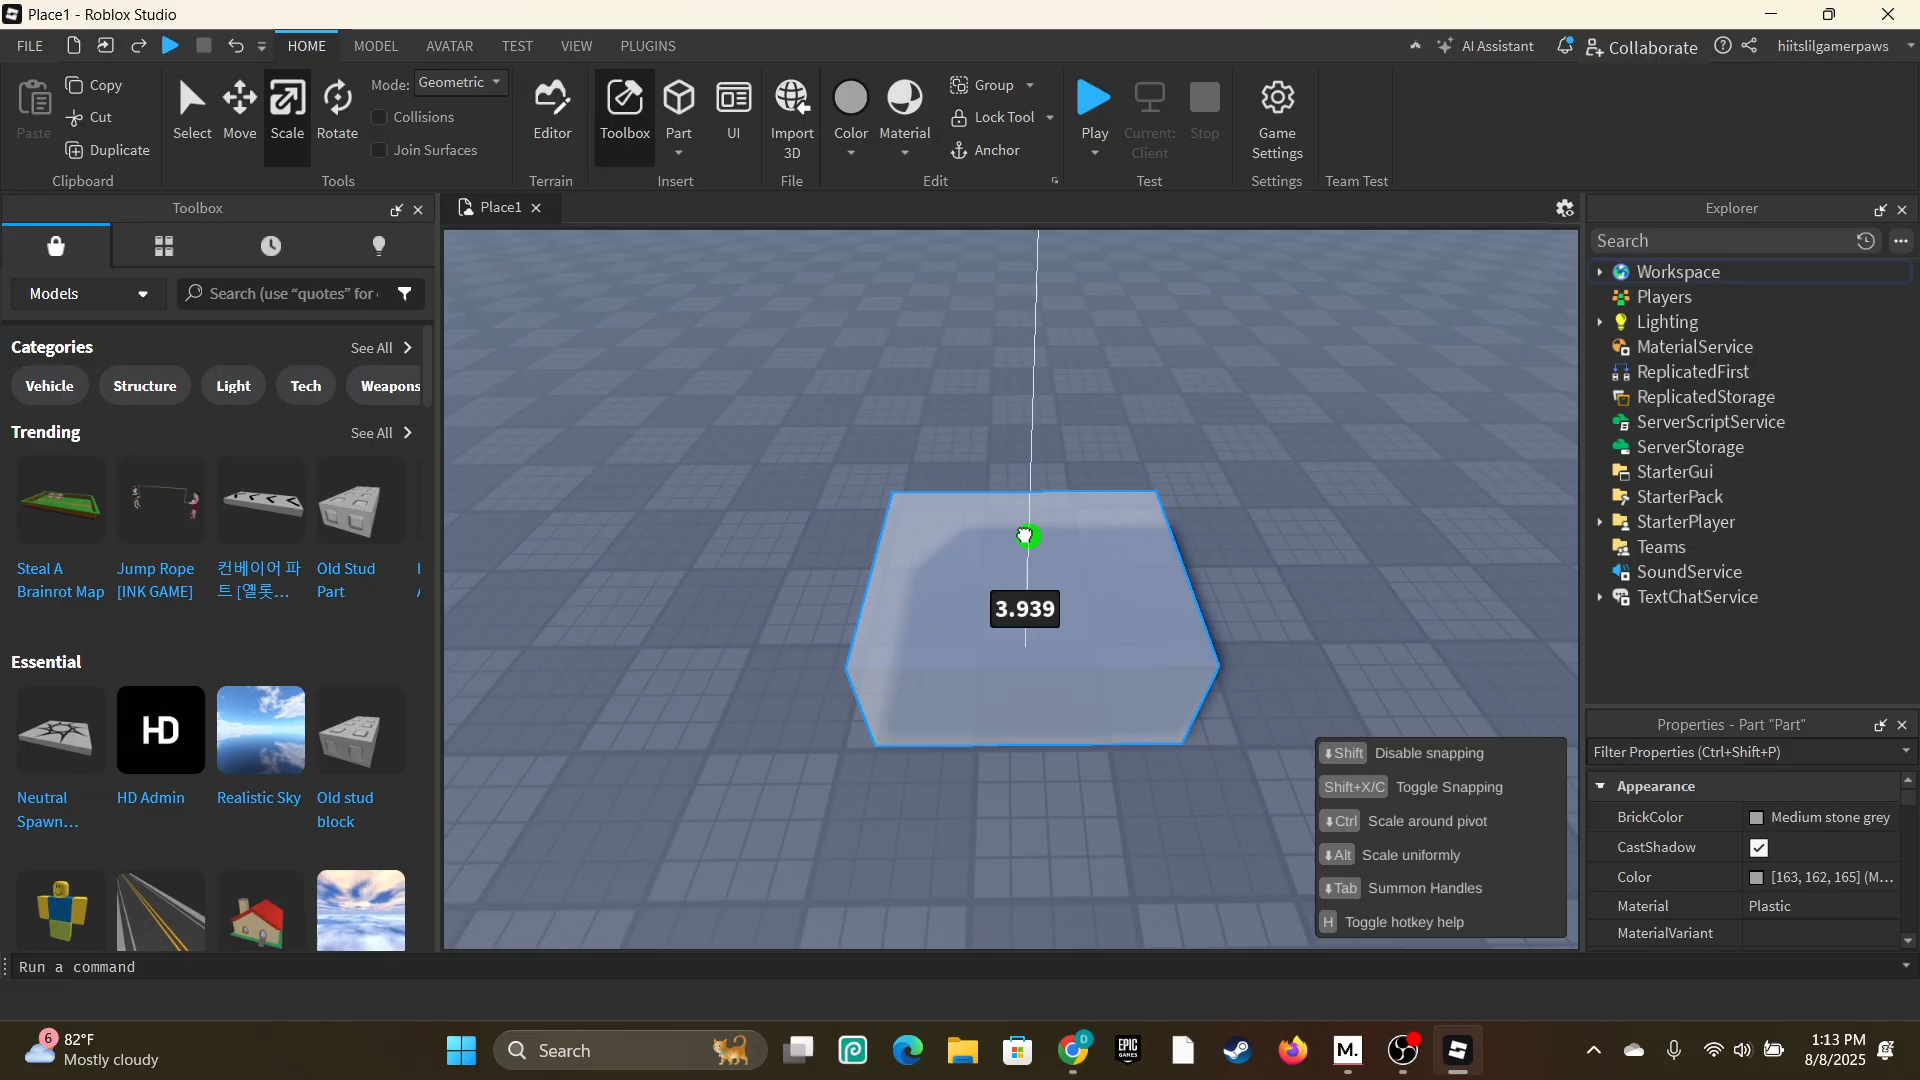 Place1 - Roblox Studio
FILE
HOME
MODEL
AVATAR
TEST
VIEW
PLUGINS
AI Assistant
Collaborate
hiitslilgamerpaws
Paste
Copy
Cut
Duplicate
Clipboard
Select
Move
Scale
Rotate
Mode:
Geometric
Collisions
Join Surfaces
Tools
Editor
Terrain
Toolbox
Part
UI
Insert
Import
3D
File
Color
Material
Group
Lock Tool
Anchor
Edit
Play
Current:
Client
Stop
Test
Game
Settings
Settings
Team Test
Toolbox
Place1
Explorer
Models
Search (use “quotes” for
Categories
See All
Vehicle
Structure
Light
Tech
Weapons
Trending
See All
Steal A
Brainrot Map
Jump Rope
[INK GAME]
컨베이어 파
트 [옐롯...
Old Stud
Part
Essential
HD
Neutral
Spawn...
HD Admin
Realistic Sky
Old stud
block
3.939
Shift
Disable snapping
Shift+X/C
Toggle Snapping
Ctrl
Scale around pivot
Alt
Scale uniformly
Tab
Summon Handles
H
Toggle hotkey help
Search
Workspace
Players
Lighting
MaterialService
ReplicatedFirst
ReplicatedStorage
ServerScriptService
ServerStorage
StarterGui
StarterPack
StarterPlayer
Teams
SoundService
TextChatService
Properties - Part "Part"
Filter Properties (Ctrl+Shift+P)
Appearance
BrickColor
Medium stone grey
CastShadow
Color
[163, 162, 165] (M...
Material
Plastic
MaterialVariant
Run a command
6
82°F
Mostly cloudy
Search
D
EPIC
GAMES
M.
1:13 PM
8/8/2025